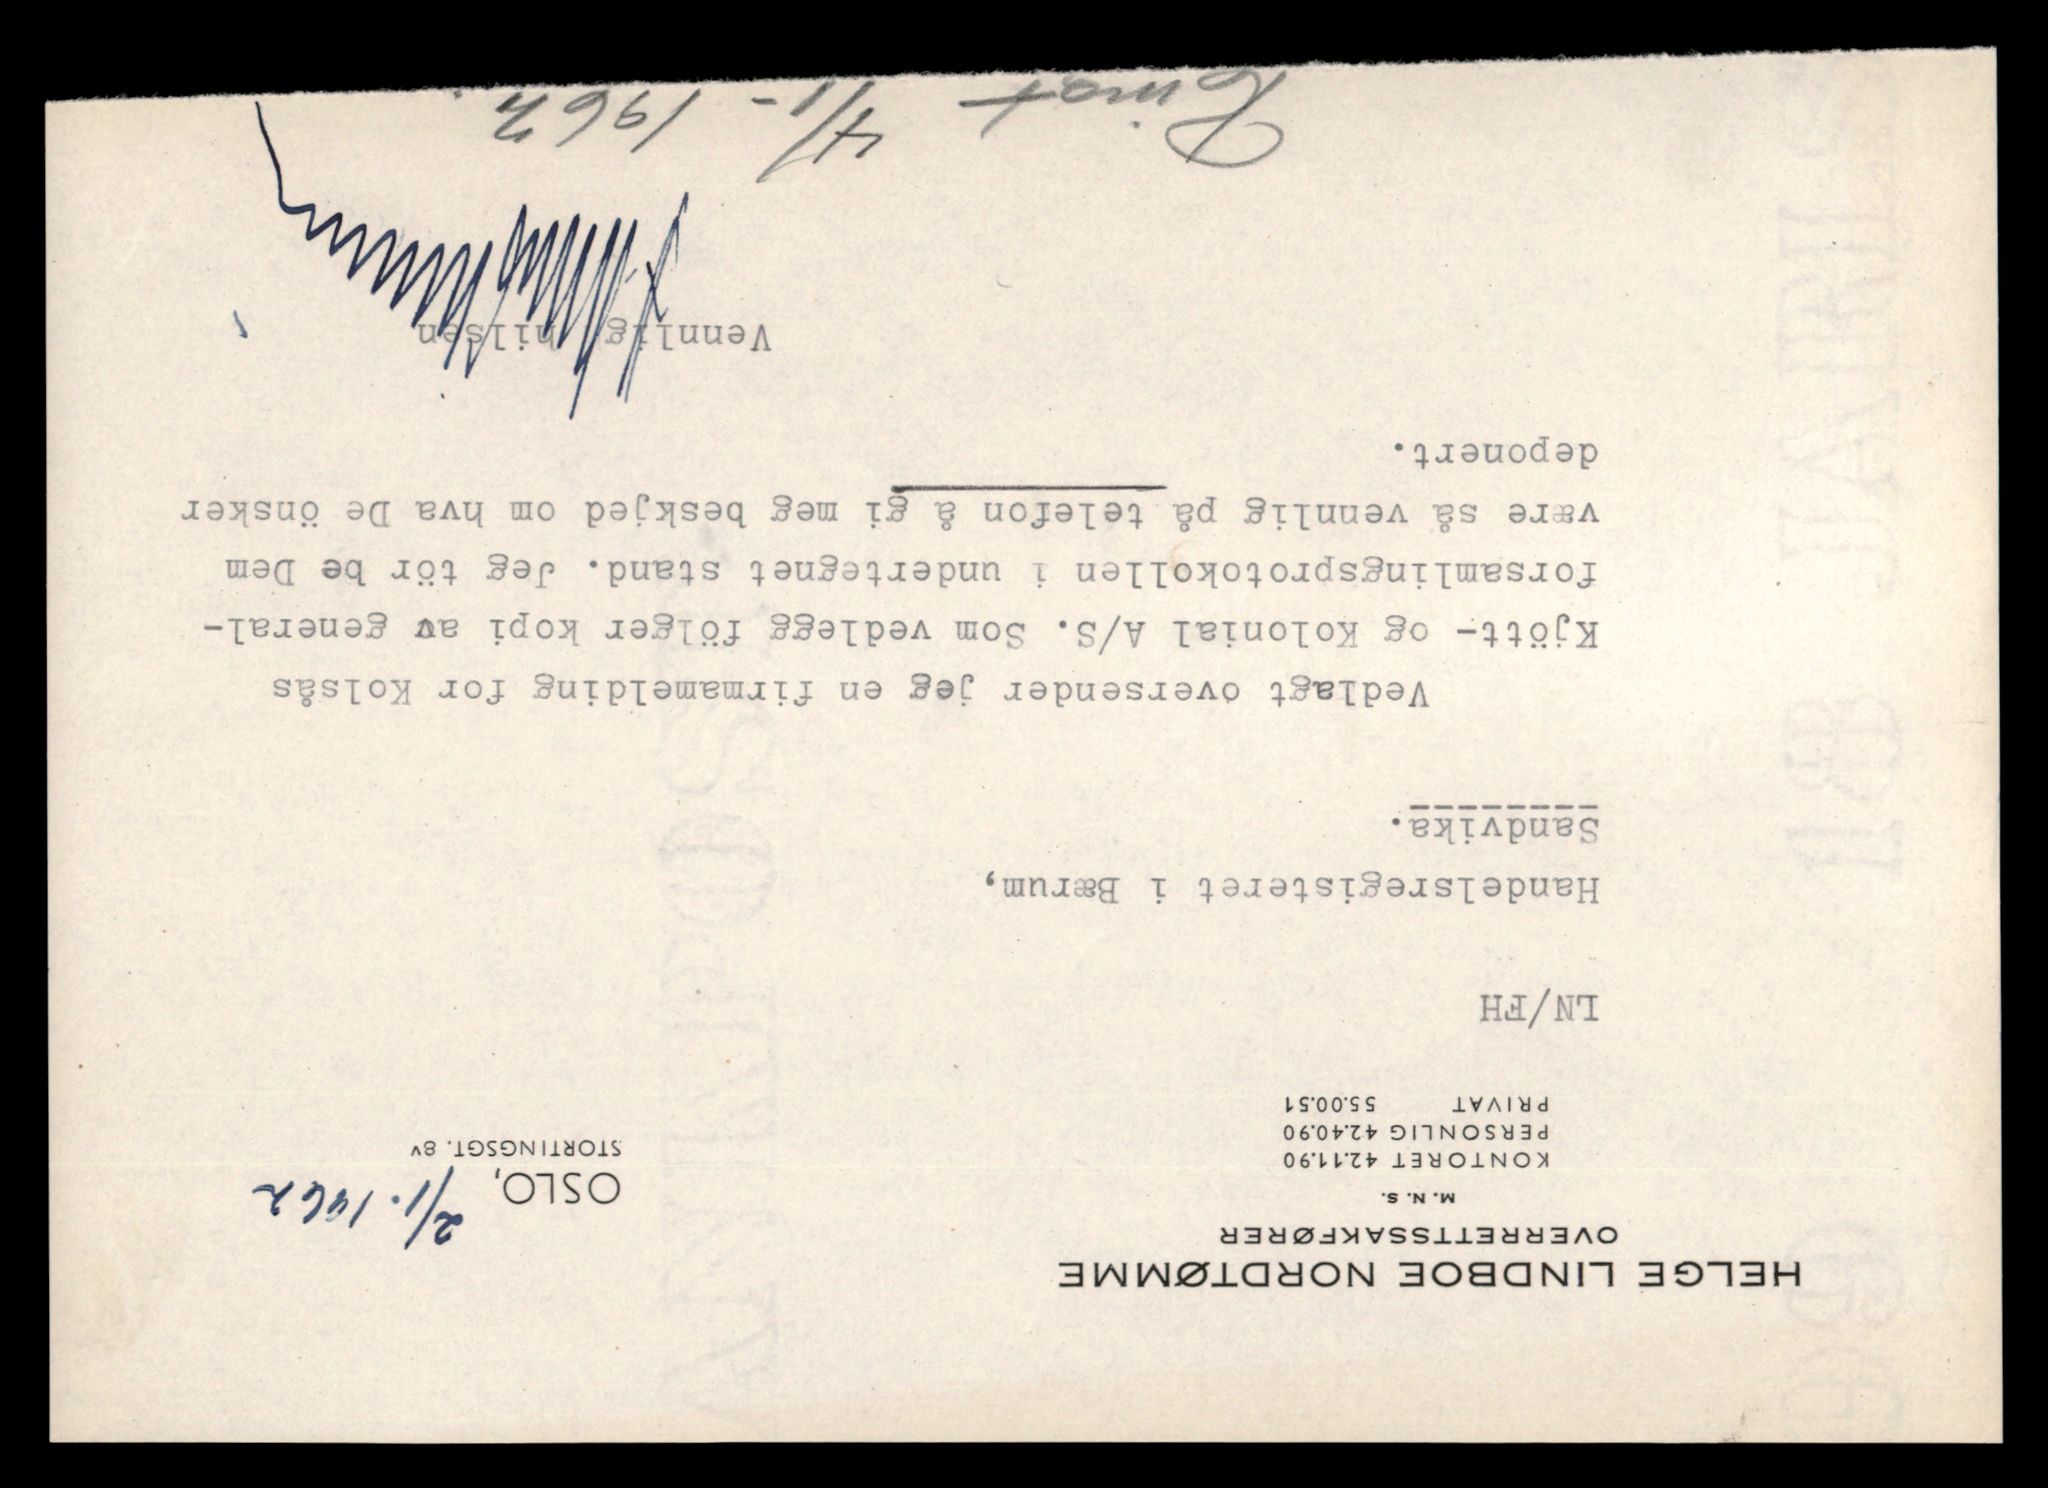 HELGE LINDBOE NORDTØMME
OVERRETTSSAKFØRER
M. N. S.
KONTORET 42.11.90
PERSONLIG 42.40.90
PRIVAT 55.00.51
OSLO, 2/1. 1962
STORTINGSGT. 8V
LN/FH
Handelsregisteret i Bærum,
Sandvika.
Vedlagt oversender jeg en firmamelding for Kolsås
Kjött- og Kolonial A/S. Som vedlegg fölger kopi av general-
forsamlingsprotokollen i undertegnet stand. Jeg tör be Dem
være så vennlig på telefon å gi meg beskjed om hva De önsker
deponert.
Vennlig hilsen
4/1 - 1962.